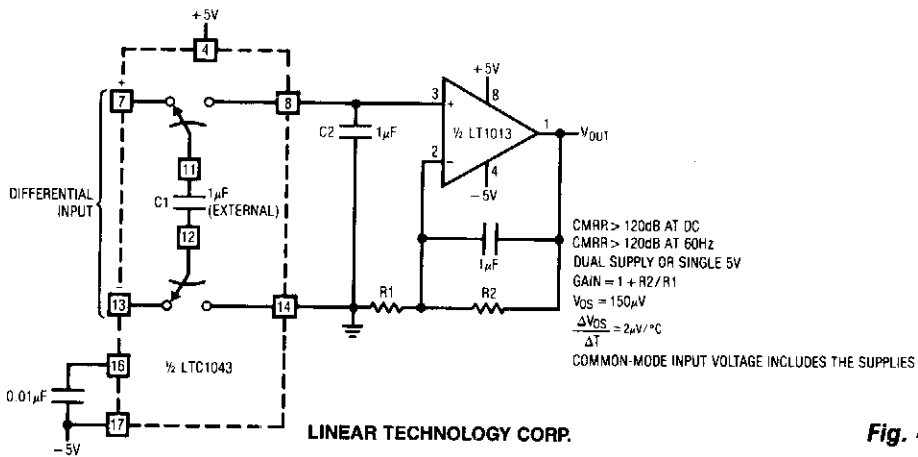 +5V
4
+
7
8
3
+
+5V
8
½ LT1013
1
VOUT
C2
1µF
2
−
4
−5V
11
DIFFERENTIAL
INPUT
C1
1µF
(EXTERNAL)
12
1µF
−
13
14
R1
R2
CMRR > 120dB AT DC
CMRR > 120dB AT 60Hz
DUAL SUPPLY OR SINGLE 5V
GAIN = 1 + R2/R1
VOS = 150µV
ΔVOS
ΔT
= 2µV/°C
COMMON-MODE INPUT VOLTAGE INCLUDES THE SUPPLIES
16
½ LTC1043
0.01µF
17
−5V
LINEAR TECHNOLOGY CORP.
Fig.